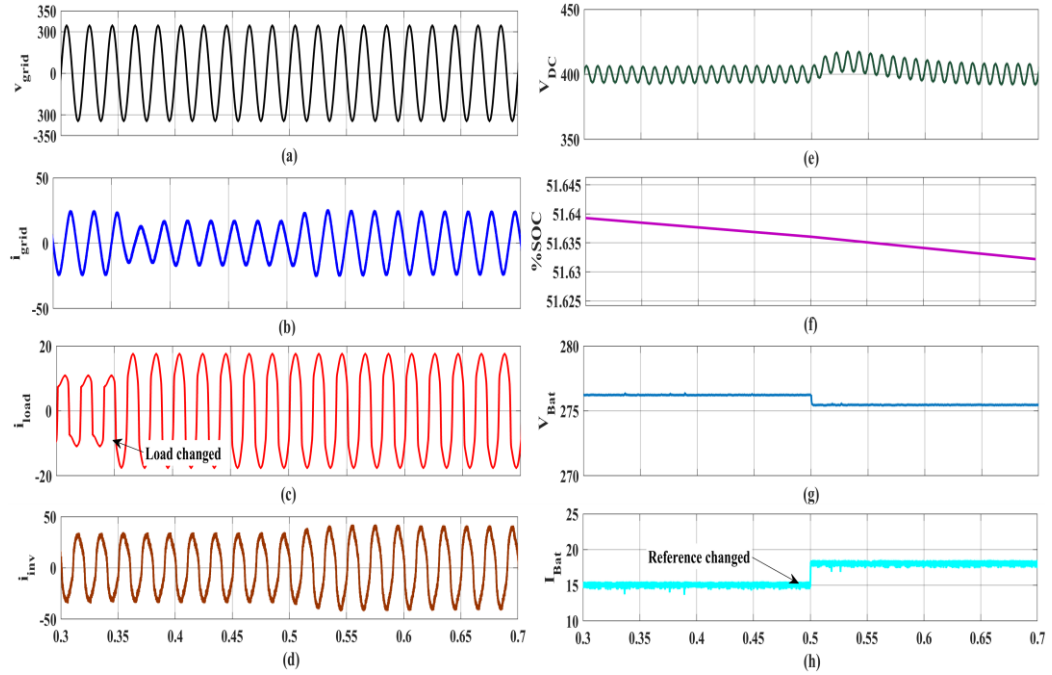 350
300
0
300
-350
v_grid
(a)
50
0
-50
i_grid
(b)
20
0
-20
i_load
Load changed
(c)
50
0
-50
i_inv
0.3 0.35 0.4 0.45 0.5 0.55 0.6 0.65 0.7
(d)
450
400
350
V_DC
(e)
51.645
51.64
51.635
51.63
51.625
%SOC
(f)
280
275
270
V_Bat
(g)
25
20
15
10
I_Bat
Reference changed
0.3 0.35 0.4 0.45 0.5 0.55 0.6 0.65 0.7
(h)